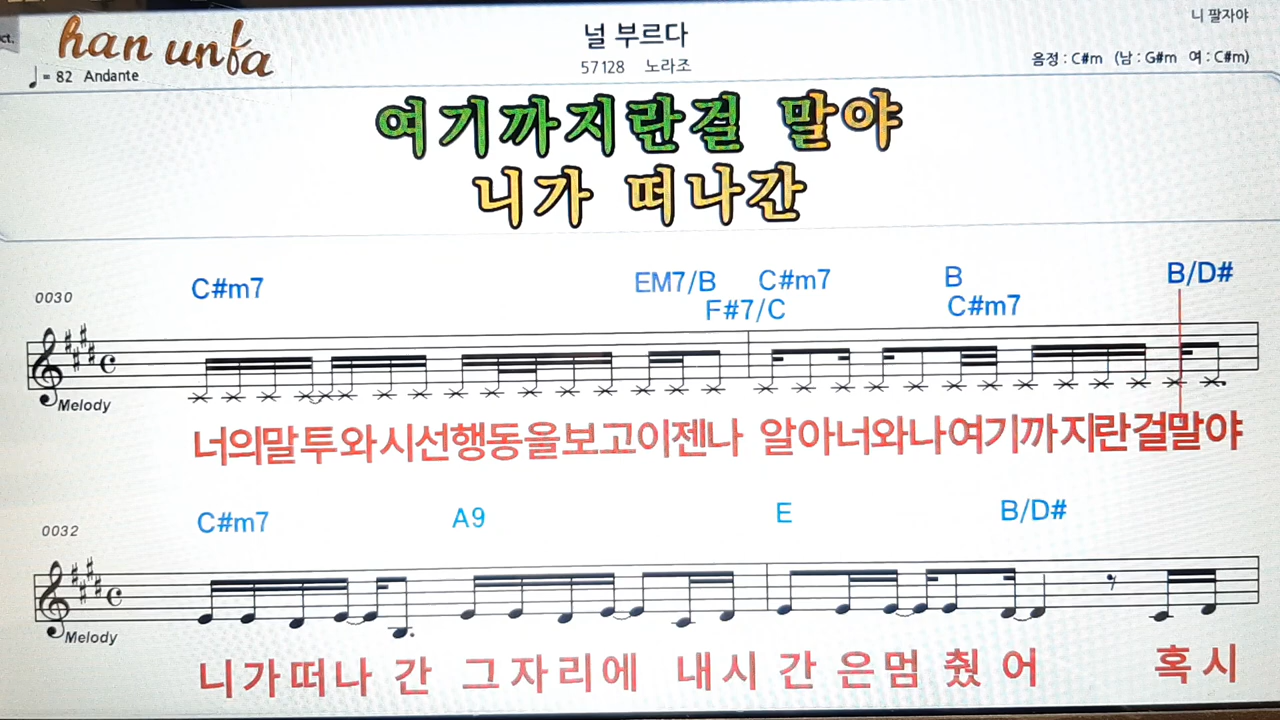 ct.
han unfa
널 부르다
니 팔자야
♩= 82 Andante
57128 노라조
음정 : C#m (남 : G#m 여 : C#m)
여기까지란걸 말야
니가 떠나간
C#m7 EM7/B C#m7 B B/D#
F#7/C C#m7
0030
Melody
너의말투와시선행동을보고이젠나 알아너와나여기까지란걸말야
C#m7 A9 E B/D#
0032
Melody
니가떠나 간 그자리에 내시 간 은멈 췄 어 혹시